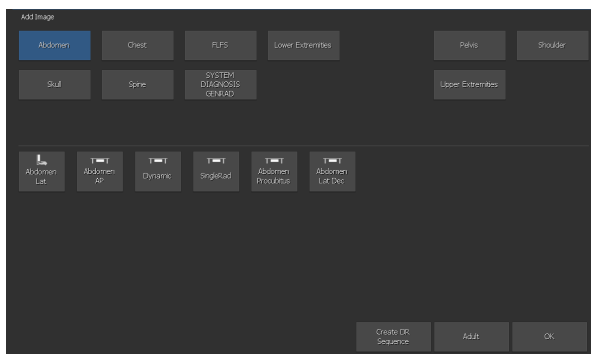 Add Image
Abdomen
Chest
FLFS
Lower Extremities
Pelvis
Shoulder
Skull
Spine
SYSTEM
DIAGNOSIS
GENRAD
Upper Extremities
Abdomen
Lat
Abdomen
AP
Dynamic
SingleRad
Abdomen
Procubitus
Abdomen
Lat Dec
Create DR
Sequence
Adult
OK